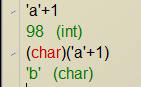 'a'+1
98 (int)
(char)('a'+1)
'b' (char)